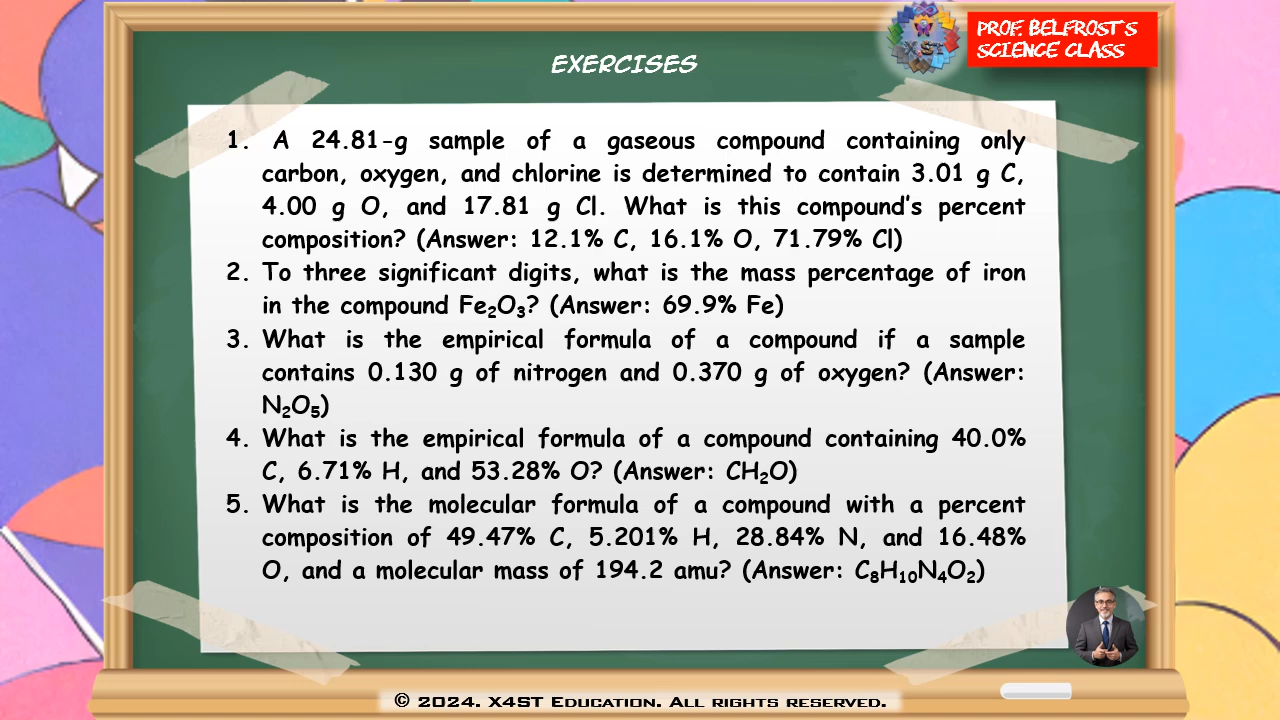 PROF. BELFROST'S
SCIENCE CLASS
X4ST
EXERCISES
1. A 24.81-g sample of a gaseous compound containing only
carbon, oxygen, and chlorine is determined to contain 3.01 g C,
4.00 g O, and 17.81 g Cl. What is this compound's percent
composition? (Answer: 12.1% C, 16.1% O, 71.79% Cl)
2. To three significant digits, what is the mass percentage of iron
in the compound Fe₂O₃? (Answer: 69.9% Fe)
3. What is the empirical formula of a compound if a sample
contains 0.130 g of nitrogen and 0.370 g of oxygen? (Answer:
N₂O₅)
4. What is the empirical formula of a compound containing 40.0%
C, 6.71% H, and 53.28% O? (Answer: CH₂O)
5. What is the molecular formula of a compound with a percent
composition of 49.47% C, 5.201% H, 28.84% N, and 16.48%
O, and a molecular mass of 194.2 amu? (Answer: C₈H₁₀N₄O₂)
© 2024. X4ST Education. All rights reserved.